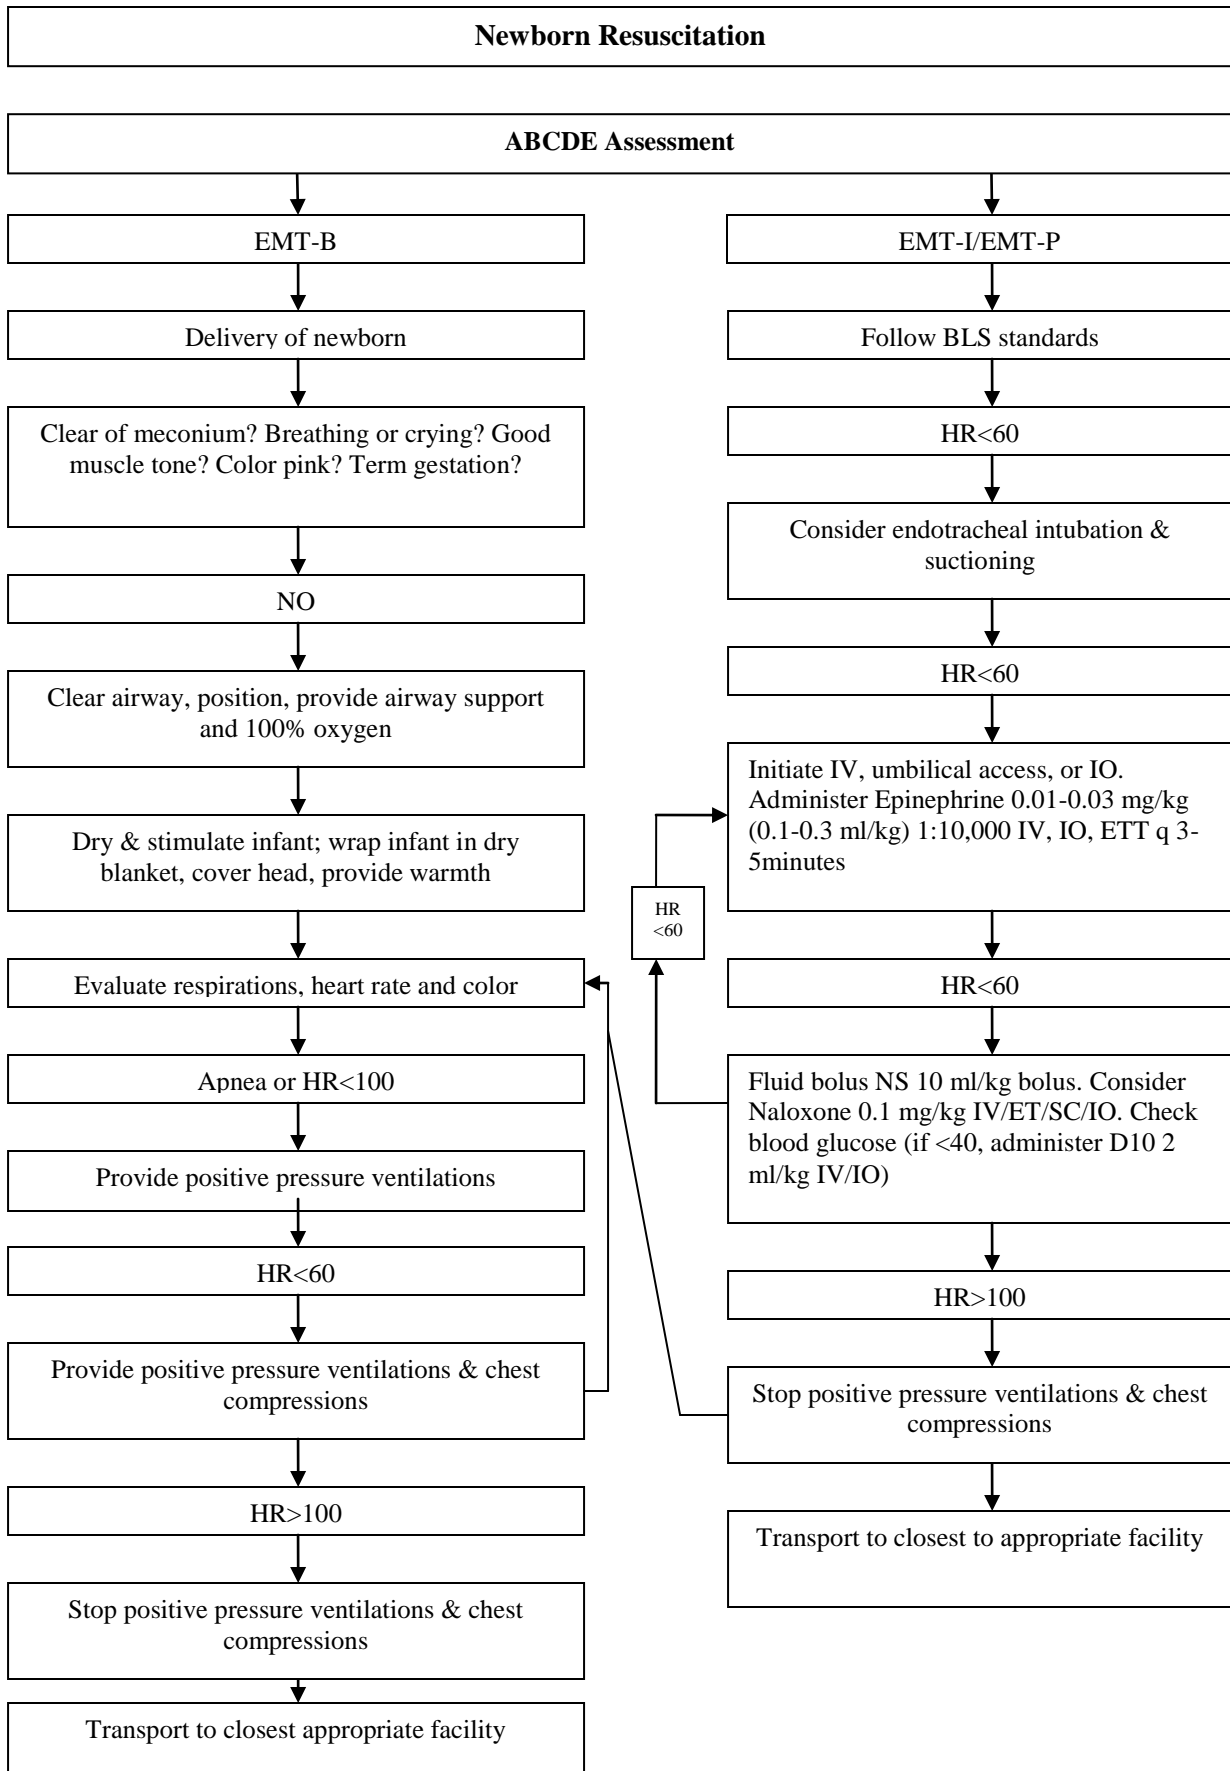 Newborn Resuscitation
ABCDE Assessment
EMT-B
Delivery of newborn
Clear of meconium? Breathing or crying? Good
muscle tone? Color pink? Term gestation?
NO
Clear airway, position, provide airway support
and 100% oxygen
Dry & stimulate infant; wrap infant in dry
blanket, cover head, provide warmth
Evaluate respirations, heart rate and color
Apnea or HR<100
Provide positive pressure ventilations
HR<60
Provide positive pressure ventilations & chest
compressions
HR>100
Stop positive pressure ventilations & chest
compressions
Transport to closest appropriate facility
EMT-I/EMT-P
Follow BLS standards
HR<60
Consider endotracheal intubation &
suctioning
HR<60
Initiate IV, umbilical access, or IO.
Administer Epinephrine 0.01-0.03 mg/kg
(0.1-0.3 ml/kg) 1:10,000 IV, IO, ETT q 3-
5minutes
HR
<60
HR<60
Fluid bolus NS 10 ml/kg bolus. Consider
Naloxone 0.1 mg/kg IV/ET/SC/IO. Check
blood glucose (if <40, administer D10 2
ml/kg IV/IO)
HR>100
Stop positive pressure ventilations & chest
compressions
Transport to closest to appropriate facility